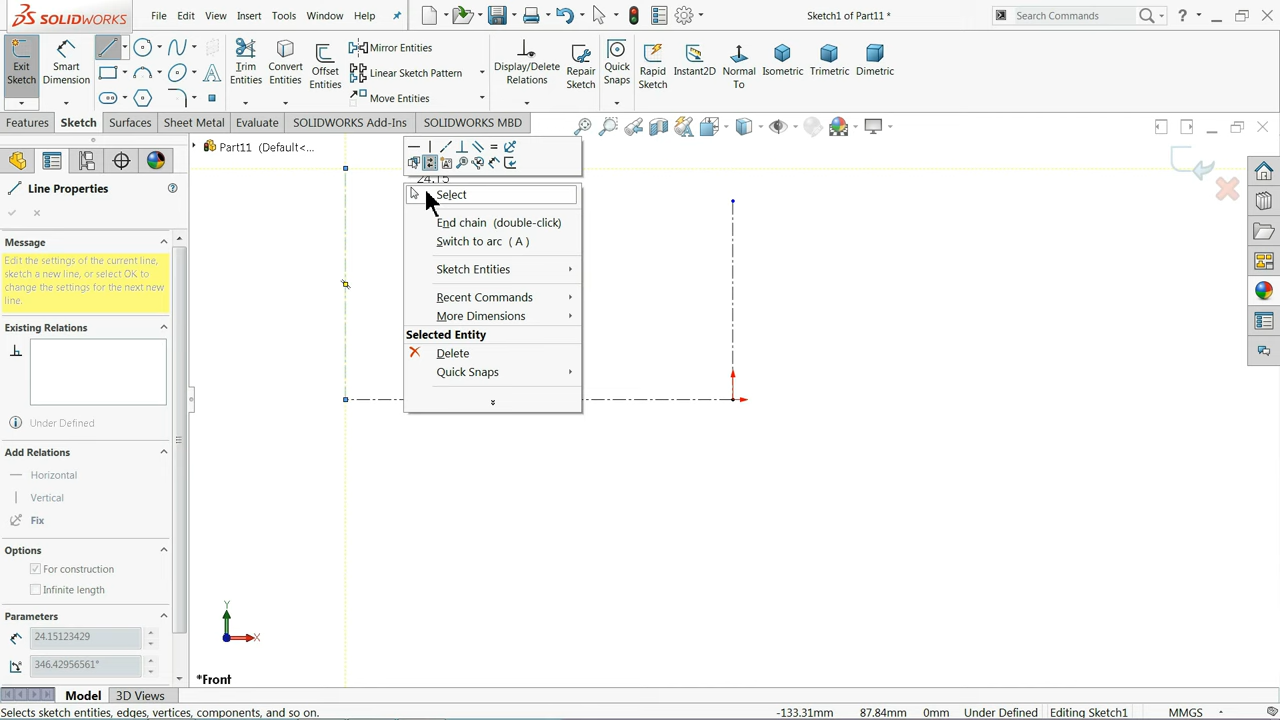 SOLIDWORKS File Edit View Insert Tools Window Help Sketch1 of Part11 * Search Commands ?
Exit Sketch
Smart Dimension
Trim Entities
Convert Entities
Offset Entities
Mirror Entities
Linear Sketch Pattern
Move Entities
Display/Delete Relations
Repair Sketch
Quick Snaps
Rapid Sketch
Instant2D
Normal To
Isometric
Trimetric
Dimetric
Features Sketch Surfaces Sheet Metal Evaluate SOLIDWORKS Add-Ins SOLIDWORKS MBD
Part11 (Default<...
Line Properties
Message
Edit the settings of the current line,
sketch a new line, or select OK to
change the settings for the next new
line.
Existing Relations
Under Defined
Add Relations
Horizontal
Vertical
Fix
Options
For construction
Infinite length
Parameters
24.15123429
346.42956561°
24.15
Select
End chain (double-click)
Switch to arc ( A )
Sketch Entities
Recent Commands
More Dimensions
Selected Entity
Delete
Quick Snaps
Y
X
*Front
Model 3D Views
Selects sketch entities, edges, vertices, components, and so on. -133.31mm 87.84mm 0mm Under Defined Editing Sketch1 MMGS